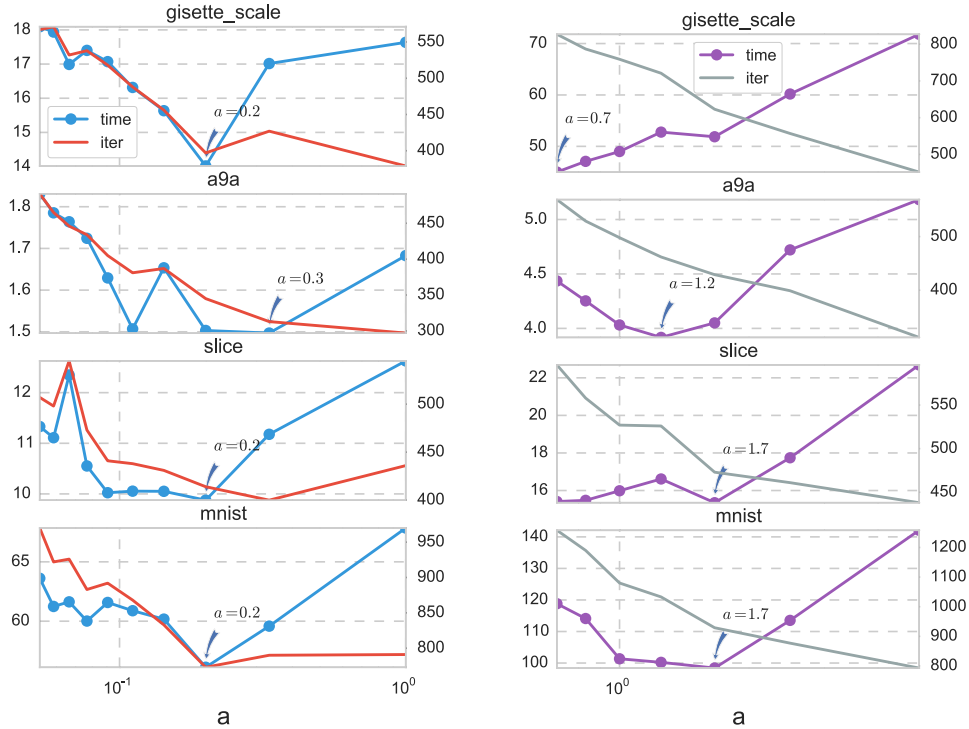 gisette_scale
18
17
16
15
14
550
500
450
400
time
iter
a=0.2
a9a
1.8
1.7
1.6
1.5
450
400
350
300
a=0.3
slice
12
11
10
500
450
400
a=0.2
mnist
65
60
950
900
850
800
a=0.2
10⁻¹
10⁰
a
gisette_scale
70
60
50
800
700
600
500
time
iter
a=0.7
a9a
5.0
4.5
4.0
500
400
a=1.2
slice
22
20
18
16
550
500
450
a=1.7
mnist
140
130
120
110
100
1200
1100
1000
900
800
a=1.7
10⁰
a